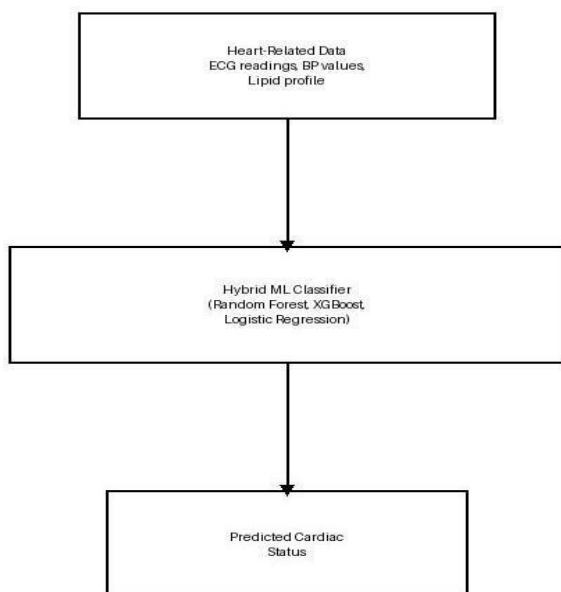 Heart-Related Data
ECG readings, BP values,
Lipid profile
Hybrid ML Classifier
(Random Forest, XGBoost,
Logistic Regression)
Predicted Cardiac
Status